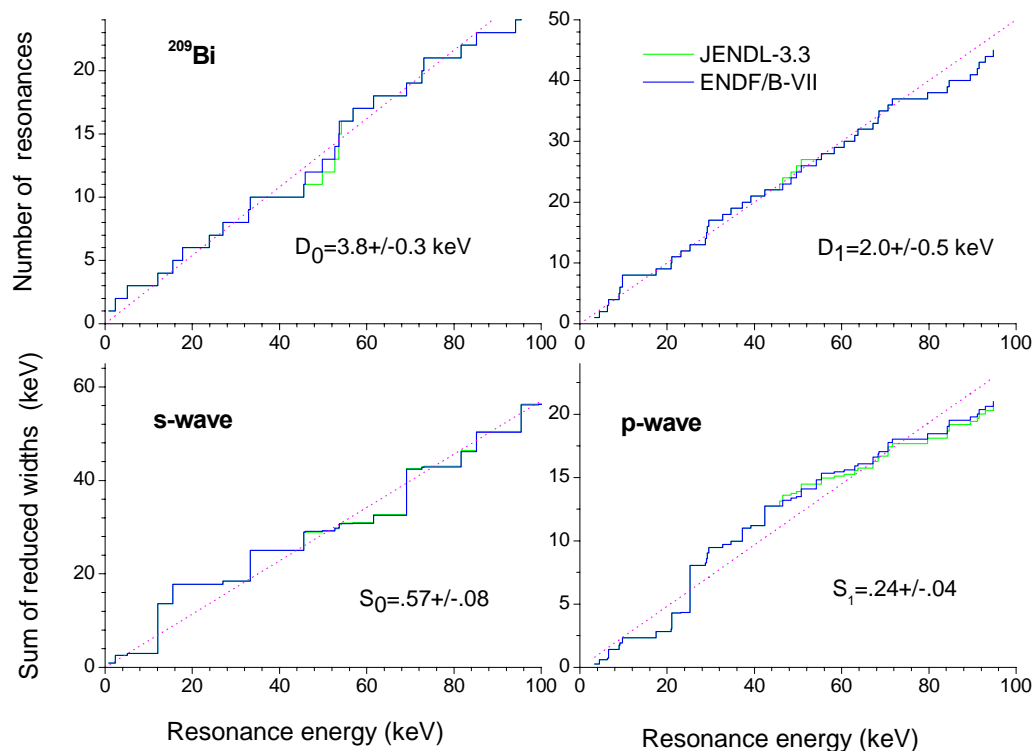 ²⁰⁹Bi
D₀=3.8+/-0.3 keV
Number of resonances
20
15
10
5
0
0 20 40 60 80 100
JENDL-3.3
ENDF/B-VII
D₁=2.0+/-0.5 keV
50
40
30
20
10
0
0 20 40 60 80 100
s-wave
S₀=.57+/-.08
Sum of reduced widths (keV)
60
40
20
0
0 20 40 60 80 100
Resonance energy (keV)
p-wave
S₁=.24+/-.04
20
15
10
5
0
0 20 40 60 80 100
Resonance energy (keV)